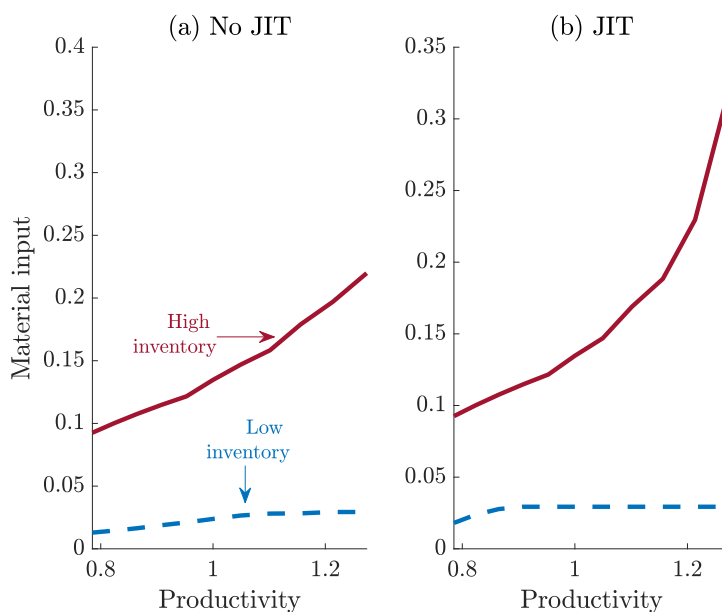 (a) No JIT
0.4
0.35
0.3
0.25
0.2
0.15
0.1
0.05
0
0.8
1
1.2
Productivity
Material input
High
inventory
Low
inventory
(b) JIT
0.35
0.3
0.25
0.2
0.15
0.1
0.05
0
0.8
1
1.2
Productivity